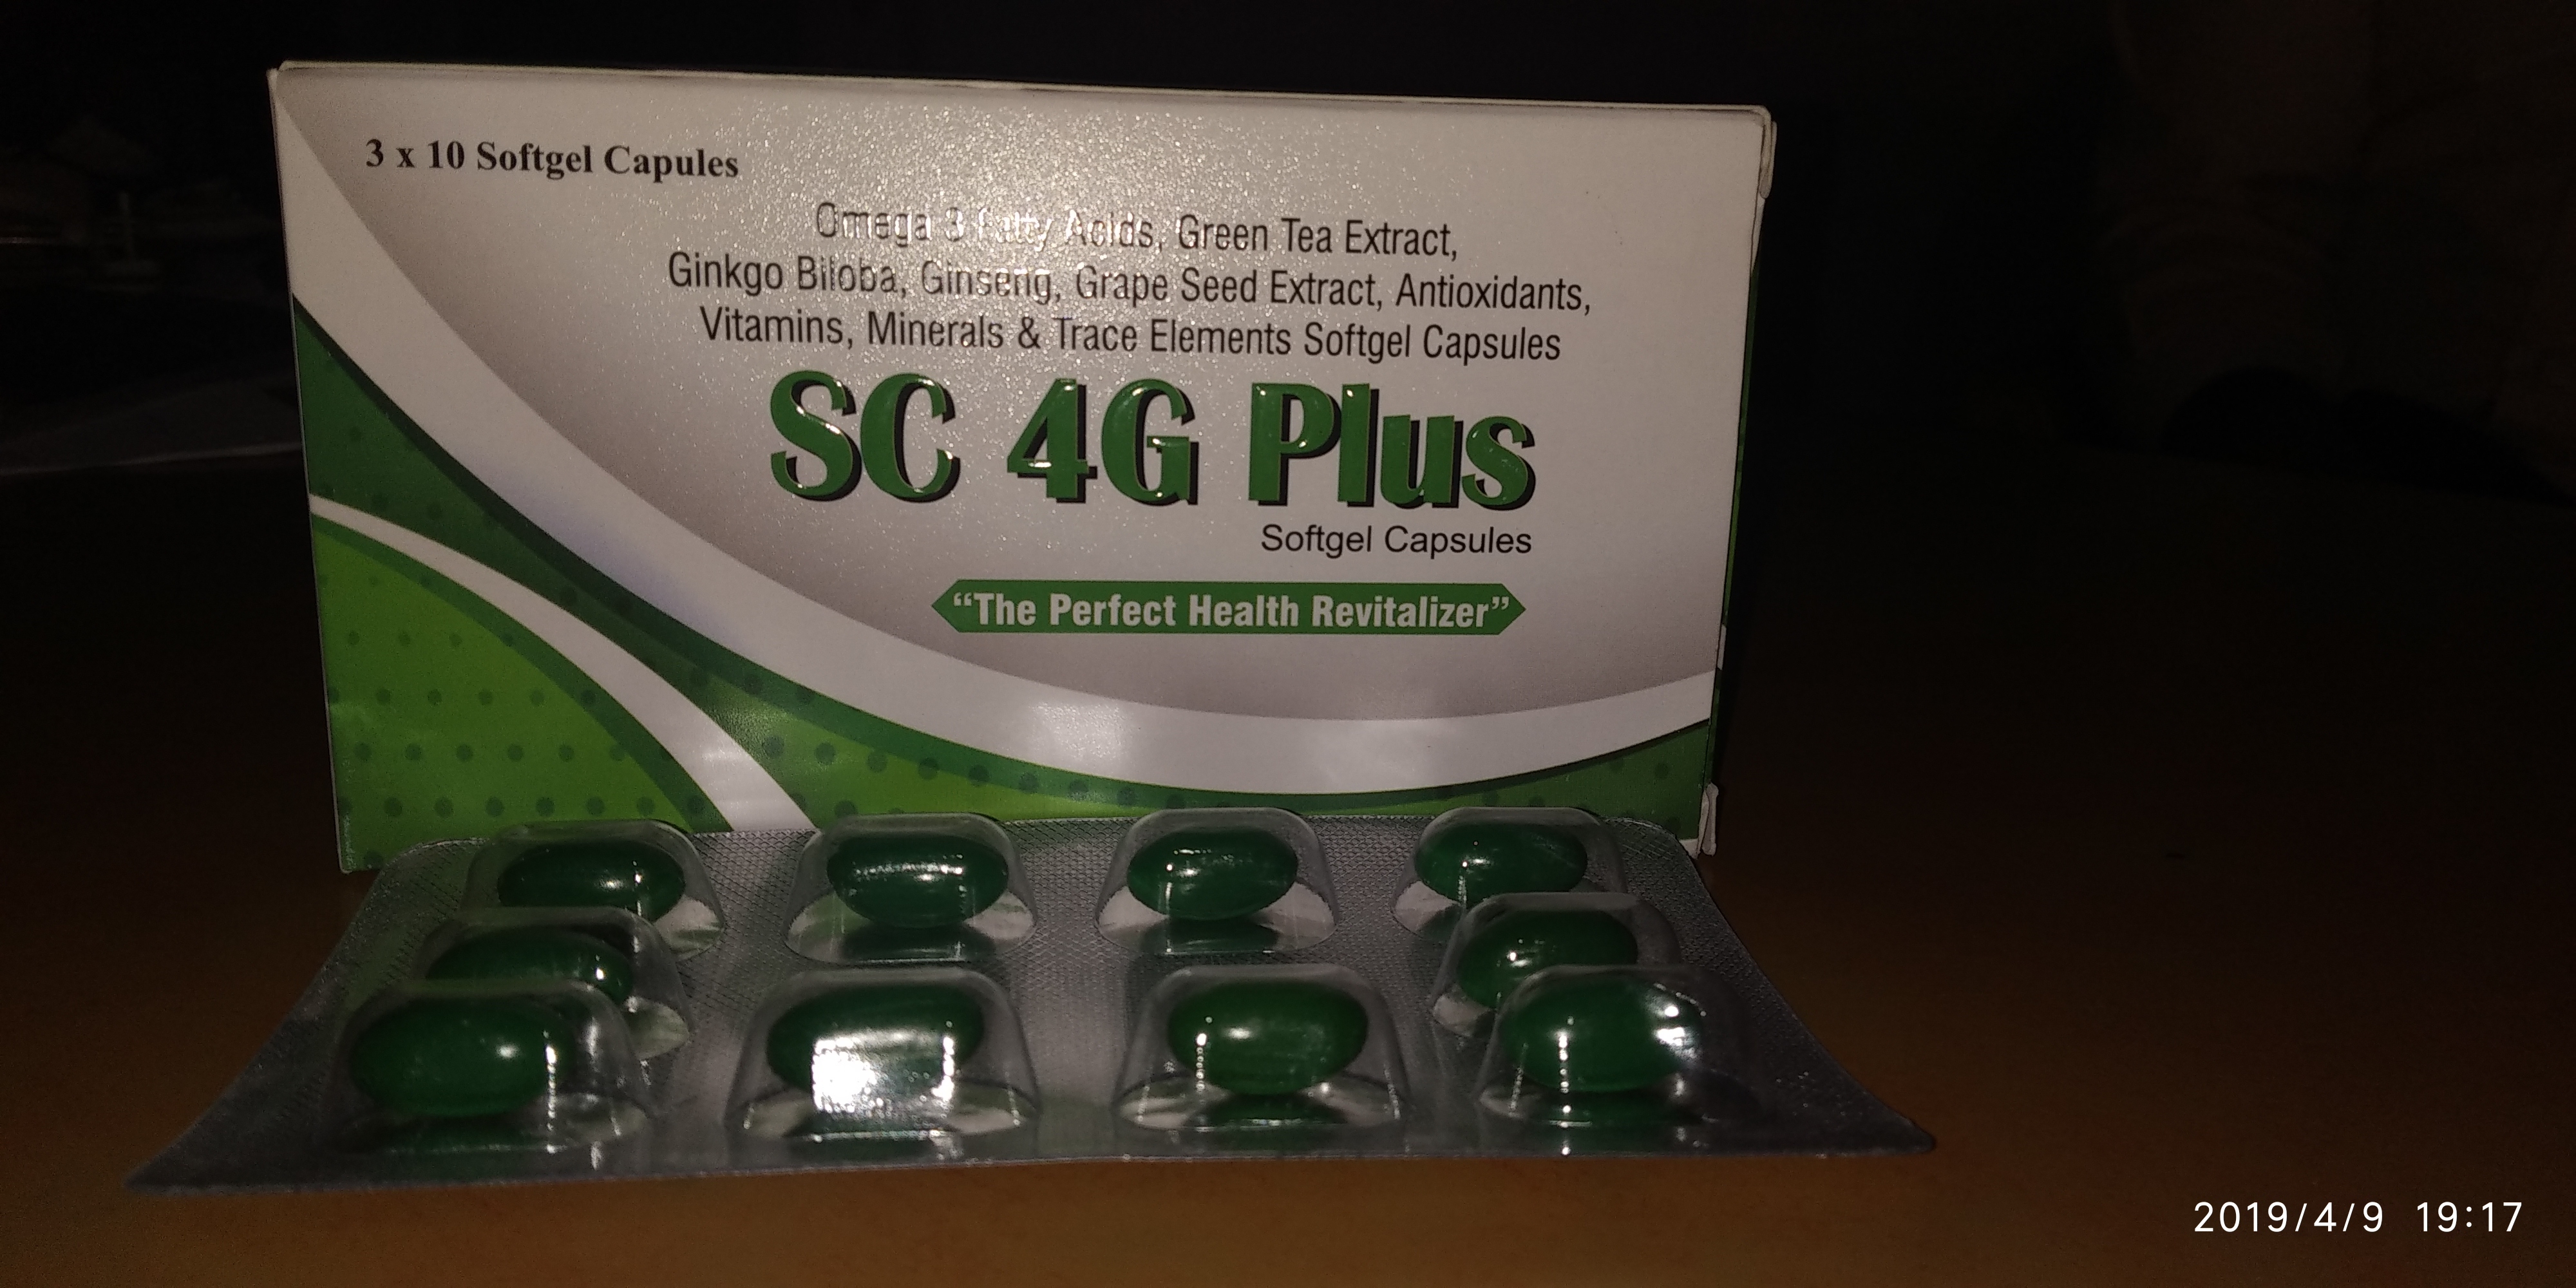 3 x 10 Softgel Capules
Omega 3 Fatty Acids, Green Tea Extract,
Ginkgo Biloba, Ginseng, Grape Seed Extract, Antioxidants,
Vitamins, Minerals & Trace Elements Softgel Capsules
SC 4G Plus
Softgel Capsules
“The Perfect Health Revitalizer”
2019/4/9 19:17